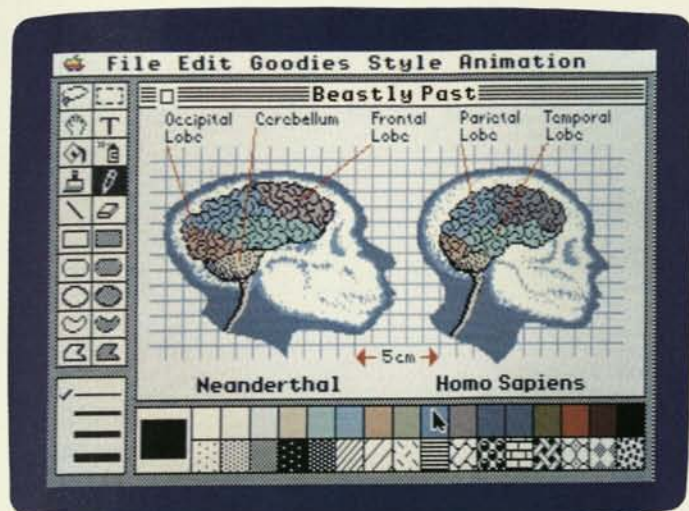 File Edit Goodies Style Animation
Beastly Past
Occipital Lobe
Cerebellum
Frontal Lobe
Parietal Lobe
Temporal Lobe
T
5cm
Neanderthal
Homo Sapiens